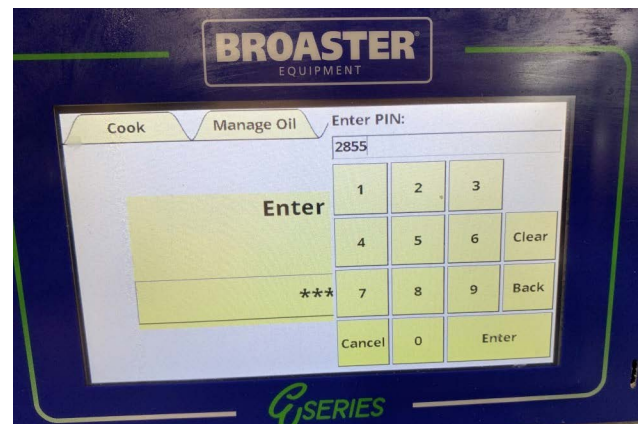 BROASTER
EQUIPMENT
Cook
Manage Oil
Enter PIN:
2855
Enter
***
1 2 3
4 5 6 Clear
7 8 9 Back
Cancel 0 Enter
SERIES